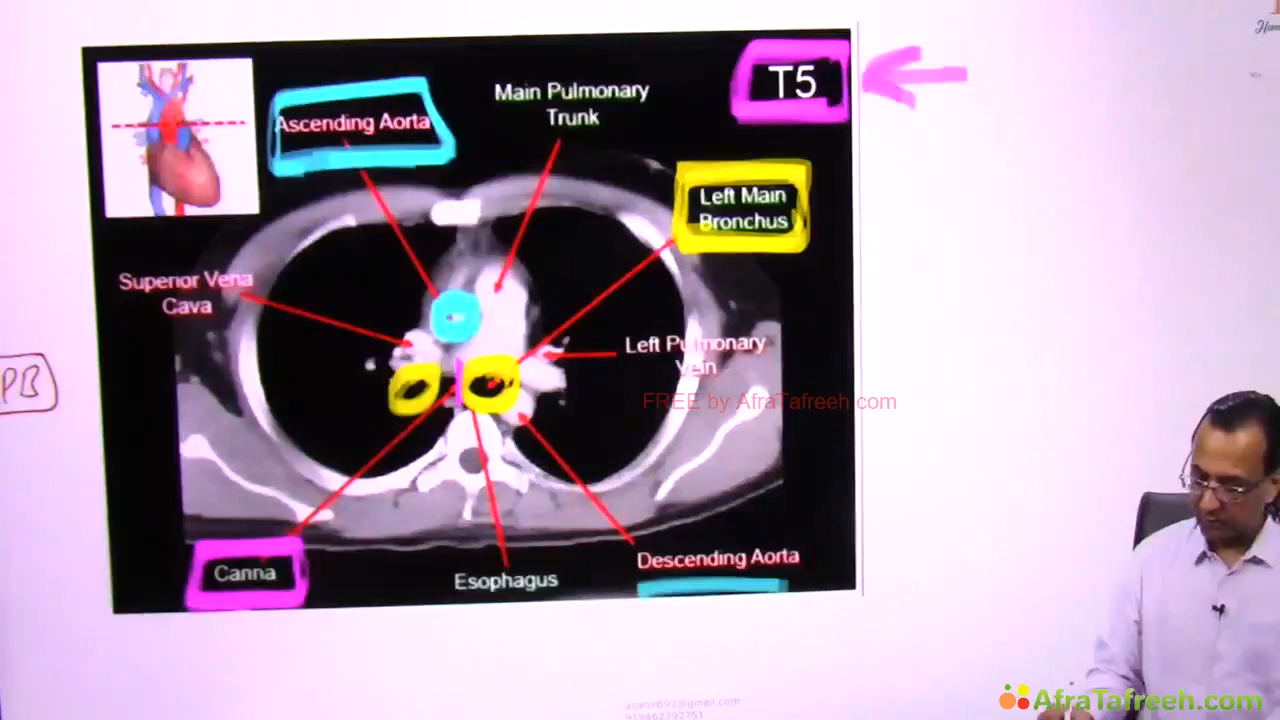 T5
Main Pulmonary
Trunk
Ascending Aorta
Left Main
Bronchus
Superior Vena
Cava
Left Pulmonary
Vein
PB
FREE by AfraTafreeh.com
Descending Aorta
Canna
Esophagus
AfraTafreeh.com